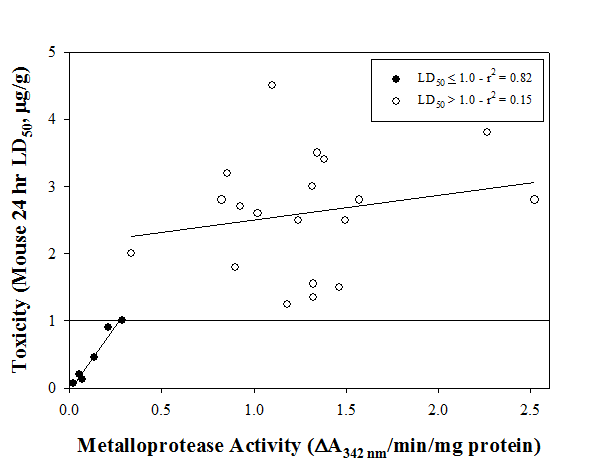 Toxicity (Mouse 24 hr LD50, µg/g)
5
4
3
2
1
0
LD50 ≤ 1.0 - r² = 0.82
LD50 > 1.0 - r² = 0.15
0.0 0.5 1.0 1.5 2.0 2.5
Metalloprotease Activity (ΔA342 nm/min/mg protein)